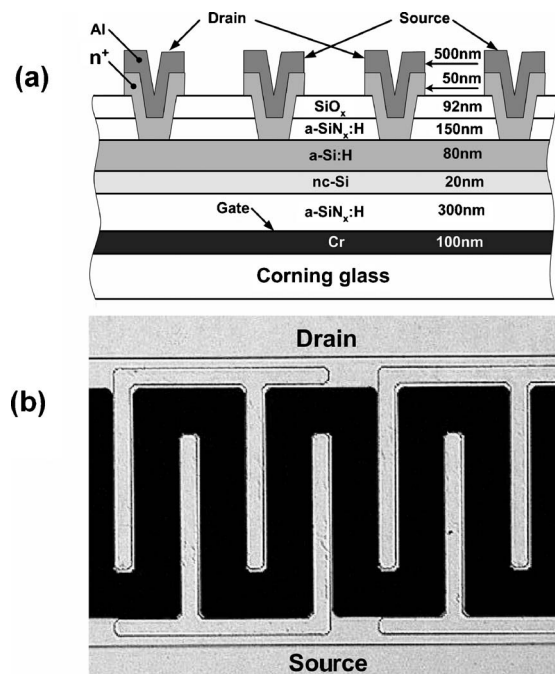 Drain Source
Al
(a) n⁺ 500nm
50nm
SiOₓ 92nm
a-SiNₓ:H 150nm
a-Si:H 80nm
nc-Si 20nm
a-SiNₓ:H 300nm
Gate
Cr 100nm
Corning glass
Drain
(b)
Source